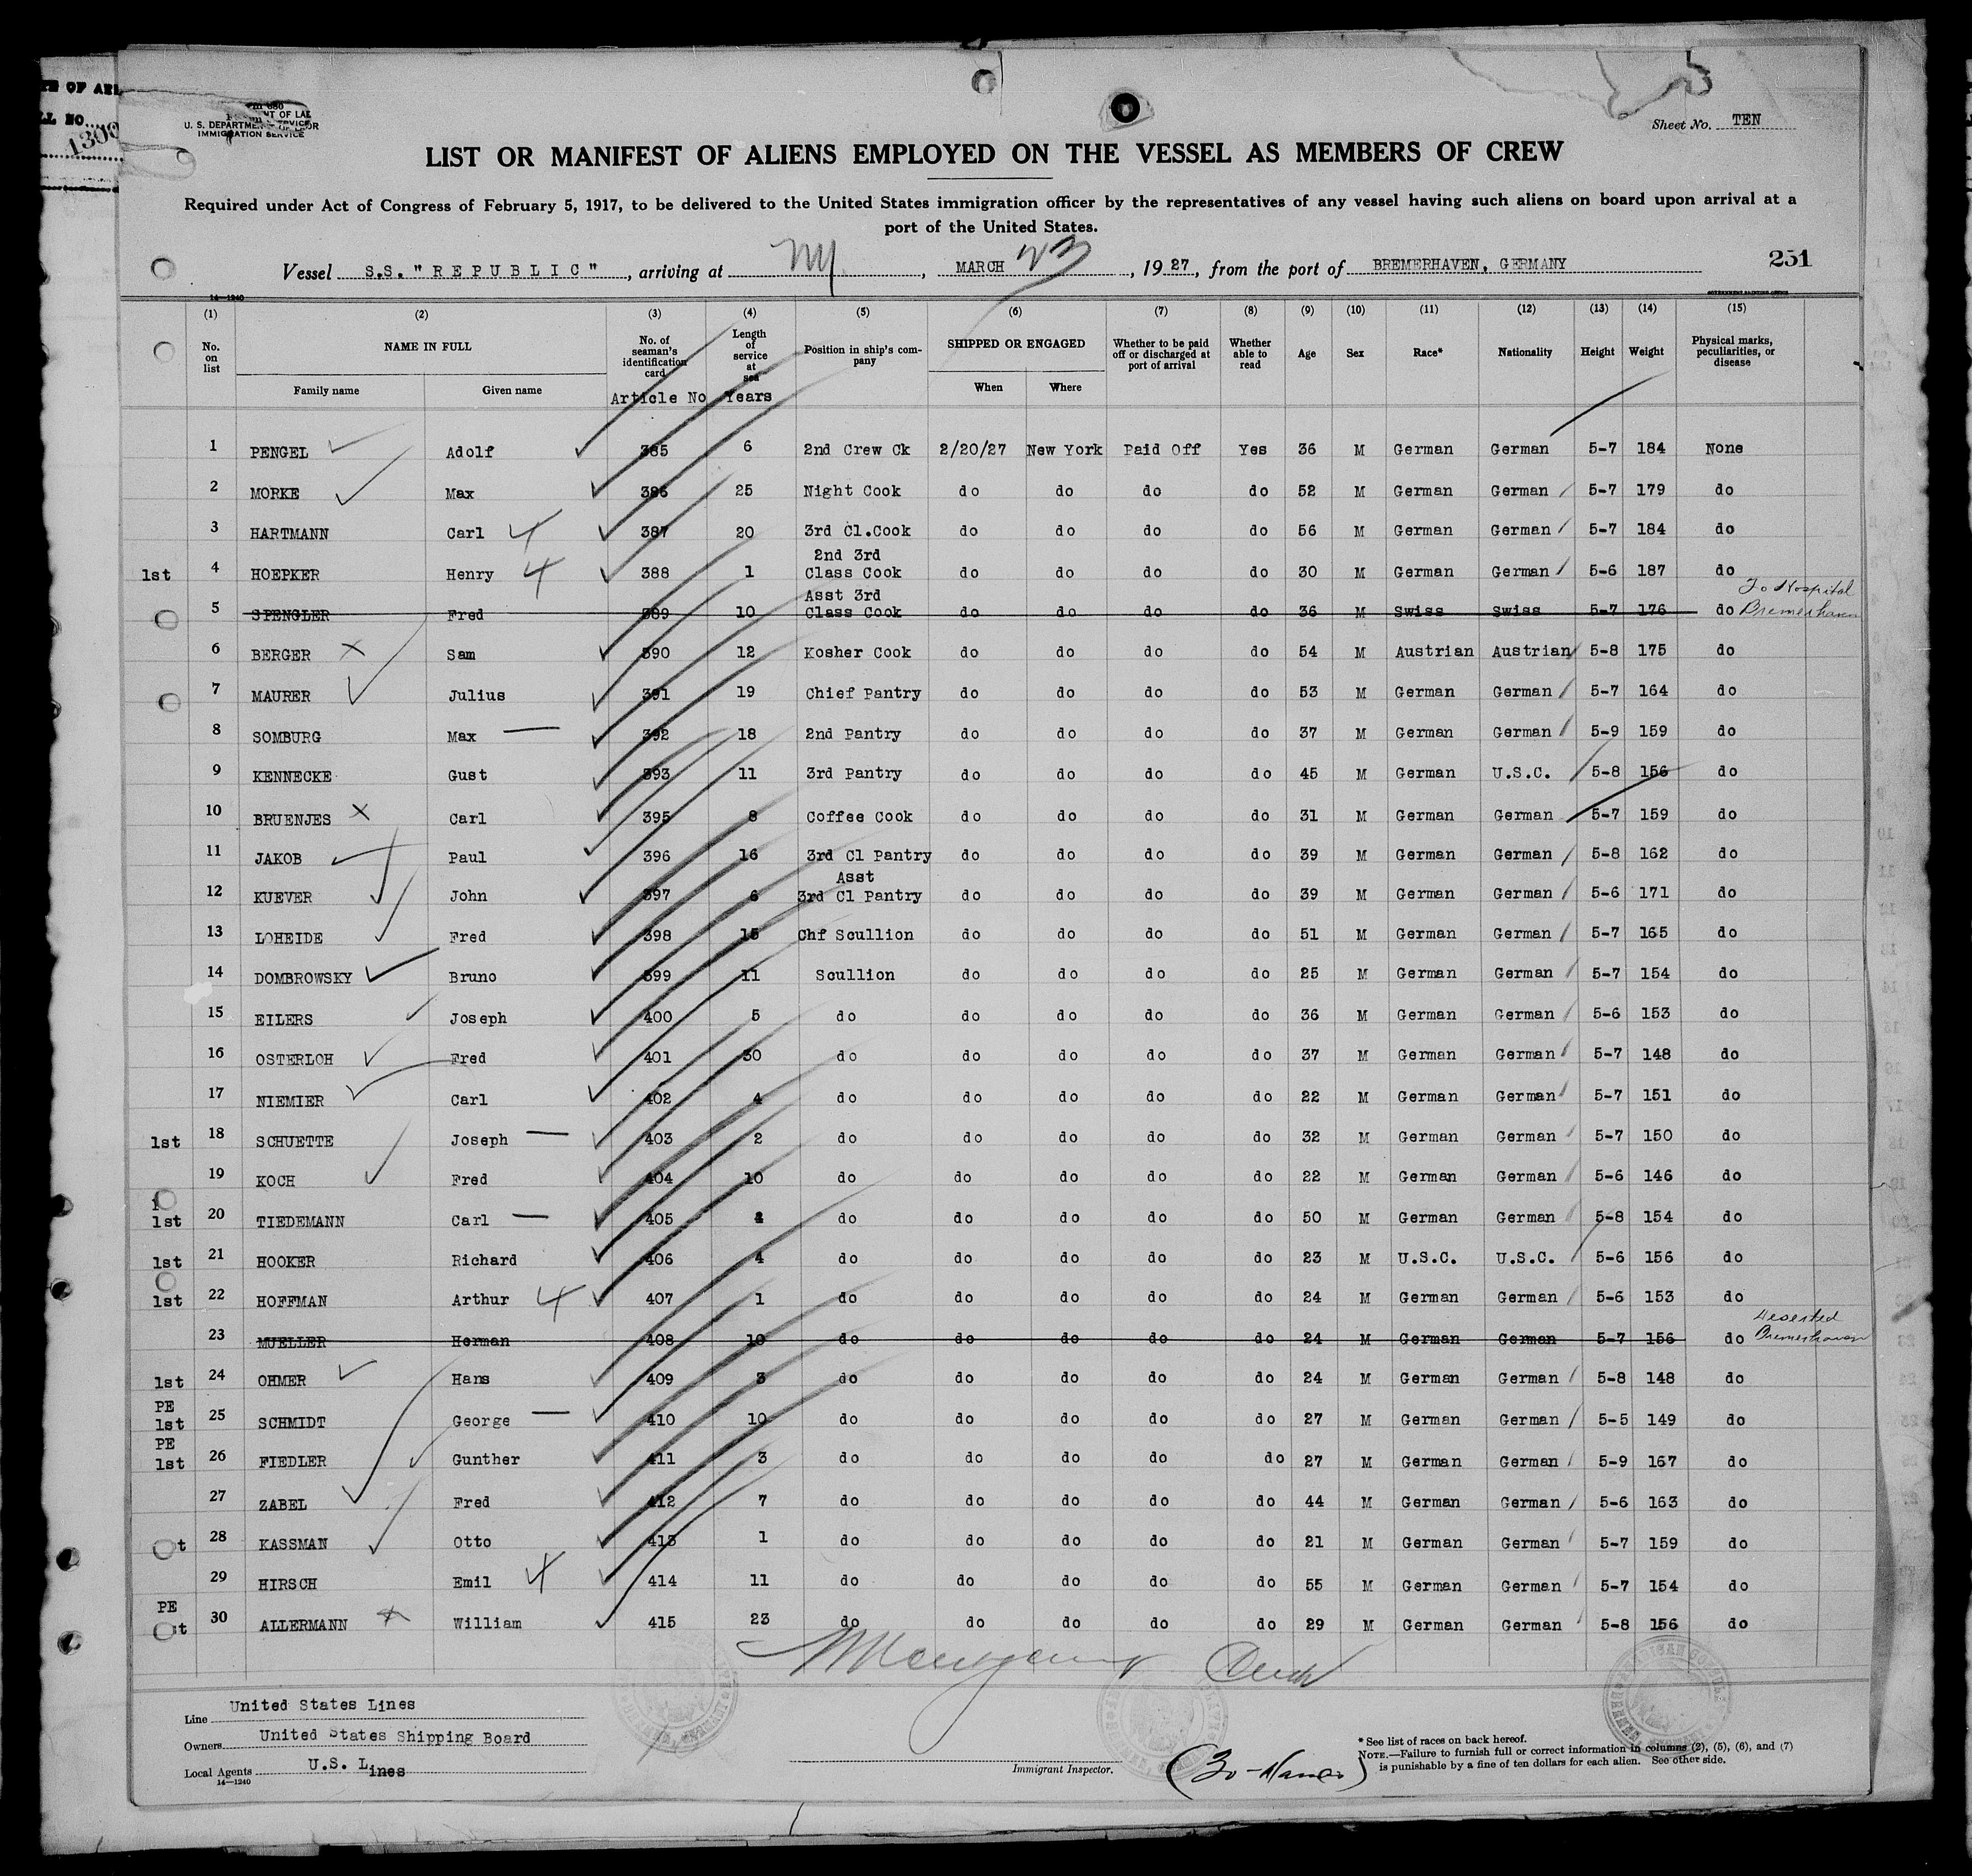 E OF AEL
LL NO.
1300
U. S. DEPARTMENT OF LABOR
IMMIGRATION SERVICE
Sheet No. TEN
LIST OR MANIFEST OF ALIENS EMPLOYED ON THE VESSEL AS MEMBERS OF CREW
Required under Act of Congress of February 5, 1917, to be delivered to the United States immigration officer by the representatives of any vessel having such aliens on board upon arrival at a
port of the United States.
Vessel S.S. "REPUBLIC", arriving at NY, MARCH 23, 1927, from the port of BREMERHAVEN, GERMANY 251
14—1240 GOVERNMENT PRINTING OFFICE
(1) (2) (3) (4) (5) (6) (7) (8) (9) (10) (11) (12) (13) (14) (15)
No. on list NAME IN FULL Family name Given name No. of seaman's identification card Article No Length of service at sea Years Position in ship's company SHIPPED OR ENGAGED When Where Whether to be paid off or discharged at port of arrival Whether able to read Age Sex Race* Nationality Height Weight Physical marks, peculiarities, or disease
1 PENGEL Adolf 385 6 2nd Crew Ck 2/20/27 New York Paid Off Yes 36 M German German 5-7 184 None
2 MORKE Max 386 25 Night Cook do do do do 52 M German German 5-7 179 do
3 HARTMANN Carl 387 20 3rd Cl.Cook do do do do 56 M German German 5-7 184 do
1st 4 HOEPKER Henry 388 1 2nd 3rd Class Cook do do do do 30 M German German 5-6 187 do
5 SPENGLER Fred 389 10 Asst 3rd Class Cook do do do do 36 M Swiss Swiss 5-7 176 do To Hospital Bremerhaven
6 BERGER Sam 390 12 Kosher Cook do do do do 54 M Austrian Austrian 5-8 175 do
7 MAURER Julius 391 19 Chief Pantry do do do do 53 M German German 5-7 164 do
8 SOMBURG Max 392 18 2nd Pantry do do do do 37 M German German 5-9 159 do
9 KENNECKE Gust 393 11 3rd Pantry do do do do 45 M German U.S.C. 5-8 156 do
10 BRUENJES Carl 395 8 Coffee Cook do do do do 31 M German German 5-7 159 do
11 JAKOB Paul 396 16 3rd Cl Pantry do do do do 39 M German German 5-8 162 do
12 KUEVER John 397 6 Asst 3rd Cl Pantry do do do do 39 M German German 5-6 171 do
13 LOHEIDE Fred 398 15 Chf Scullion do do do do 51 M German German 5-7 165 do
14 DOMBROWSKY Bruno 399 11 Scullion do do do do 25 M German German 5-7 154 do
15 EILERS Joseph 400 5 do do do do do 36 M German German 5-6 153 do
16 OSTERLOH Fred 401 30 do do do do do 37 M German German 5-7 148 do
17 NIEMIER Carl 402 4 do do do do do 22 M German German 5-7 151 do
1st 18 SCHUETTE Joseph 403 2 do do do do do 32 M German German 5-7 150 do
19 KOCH Fred 404 10 do do do do do 22 M German German 5-6 146 do
1st 20 TIEDEMANN Carl 405 4 do do do do do 50 M German German 5-8 154 do
1st 21 HOOKER Richard 406 4 do do do do do 23 M U.S.C. U.S.C. 5-6 156 do
1st 22 HOFFMAN Arthur 407 1 do do do do do 24 M German German 5-6 153 do
23 MUELLER Herman 408 10 do do do do do 24 M German German 5-7 156 do Deserted Bremerhaven
1st 24 OHMER Hans 409 3 do do do do do 24 M German German 5-8 148 do
PE 1st 25 SCHMIDT George 410 10 do do do do do 27 M German German 5-5 149 do
PE 1st 26 FIEDLER Gunther 411 3 do do do do do 27 M German German 5-9 167 do
27 ZABEL Fred 412 7 do do do do do 44 M German German 5-6 163 do
t 28 KASSMAN Otto 413 1 do do do do do 21 M German German 5-7 159 do
29 HIRSCH Emil 414 11 do do do do do 55 M German German 5-7 154 do
PE t 30 ALLERMANN William 415 23 do do do do do 29 M German German 5-8 156 do
Line United States Lines
Owners United States Shipping Board
Local Agents U.S. Lines
14—1240
Immigrant Inspector.
(30-Names)
* See list of races on back hereof.
NOTE.—Failure to furnish full or correct information in columns (2), (5), (6), and (7)
is punishable by a fine of ten dollars for each alien. See other side.